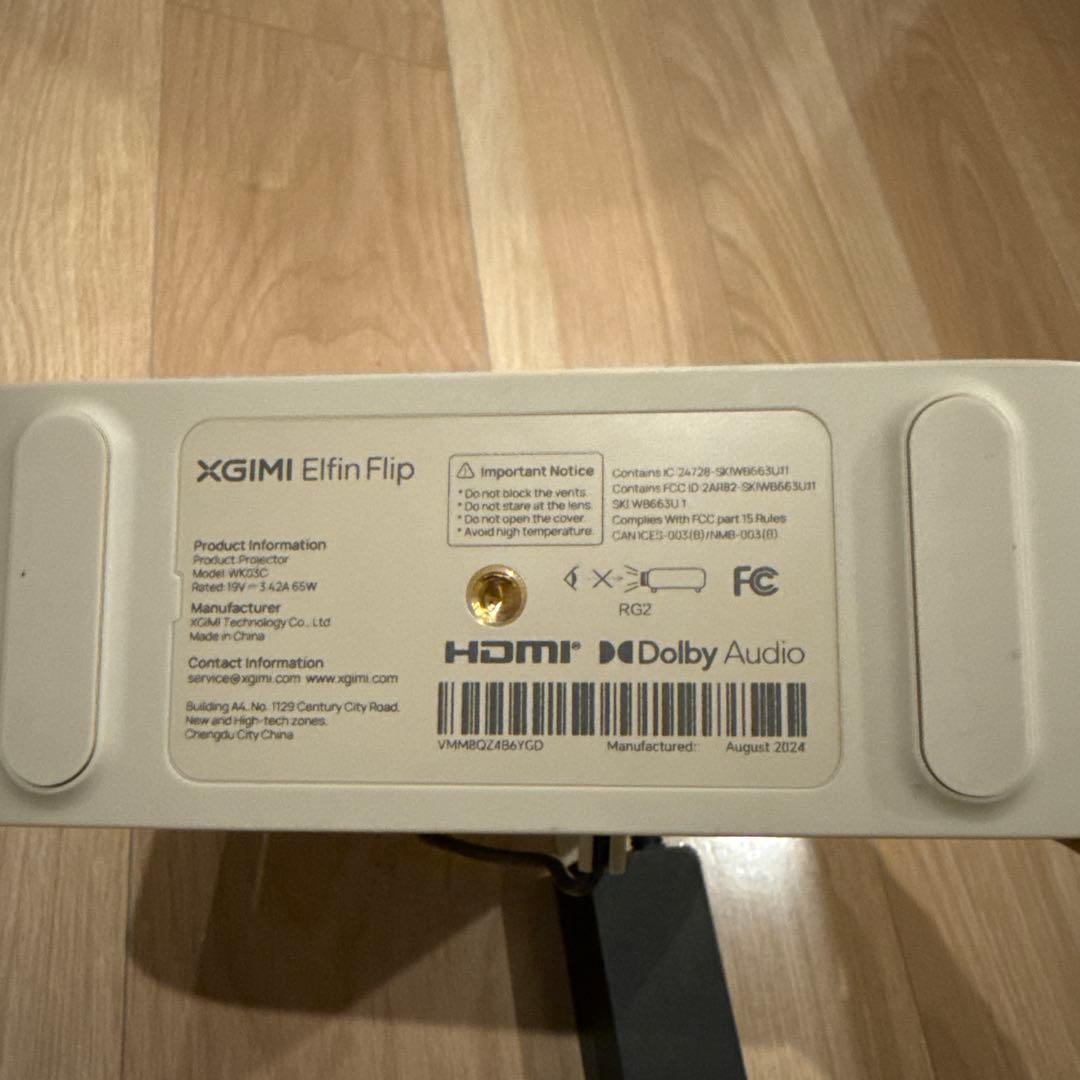 XGIMI Elfin Flip
Product Information
Product: Projector
Model: WK03C
Rated: 19V ⎓ 3.42A 65W
Manufacturer
XGIMI Technology Co., Ltd.
Made in China
Contact Information
service@xgimi.com www.xgimi.com
Building A4, No. 1129 Century City Road,
New and High-tech zones,
Chengdu City China
⚠ Important Notice
* Do not block the vents.
* Do not stare at the lens.
* Do not open the cover.
* Avoid high temperature.
Contains IC: 24728-SKIWB663U11
Contains FCC ID: 2ARB2-SKIWB663U11
SKI.WB663U.1
Complies With FCC part 15 Rules
CAN ICES-003(B)/NMB-003(B)
RG2
FC
HDMI® Dolby Audio
VMM8QZ4B6YGD Manufactured: August 2024